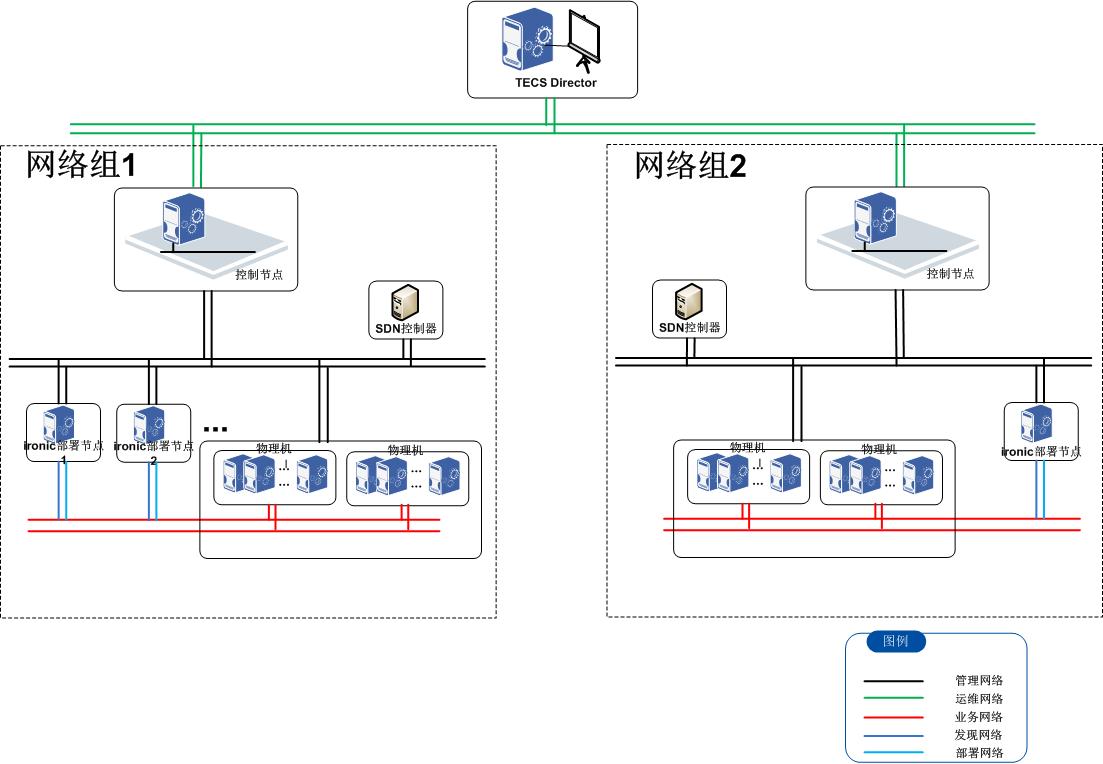 TECS Director
网络组1
控制节点
SDN控制器
ironic部署节点
1
ironic部署节点
2
...
物理机
...
...
物理机
...
...
网络组2
控制节点
SDN控制器
物理机
...
...
物理机
...
...
ironic部署节点
图例
管理网络
运维网络
业务网络
发现网络
部署网络